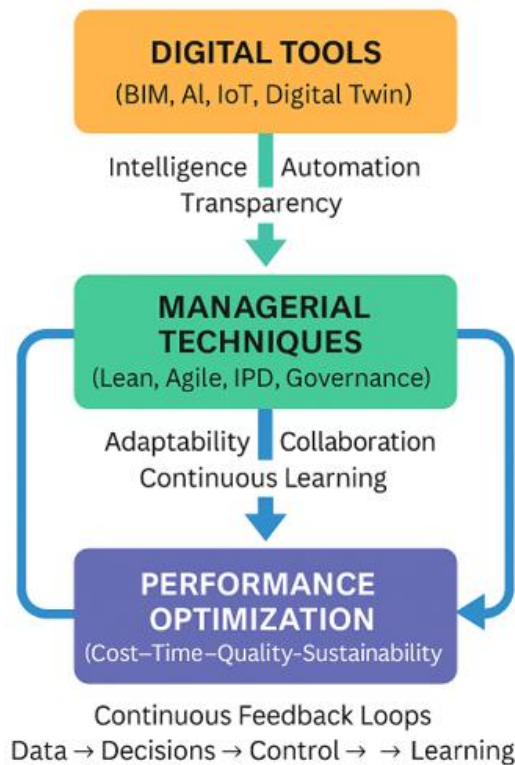 DIGITAL TOOLS
(BIM, AI, IoT, Digital Twin)
Intelligence Automation
Transparency
MANAGERIAL
TECHNIQUES
(Lean, Agile, IPD, Governance)
Adaptability Collaboration
Continuous Learning
PERFORMANCE
OPTIMIZATION
(Cost–Time–Quality-Sustainability
Continuous Feedback Loops
Data → Decisions → Control → → Learning